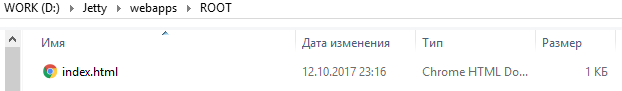 WORK (D:) > Jetty > webapps > ROOT
Имя Дата изменения Тип Размер
index.html 12.10.2017 23:16 Chrome HTML Do... 1 КБ